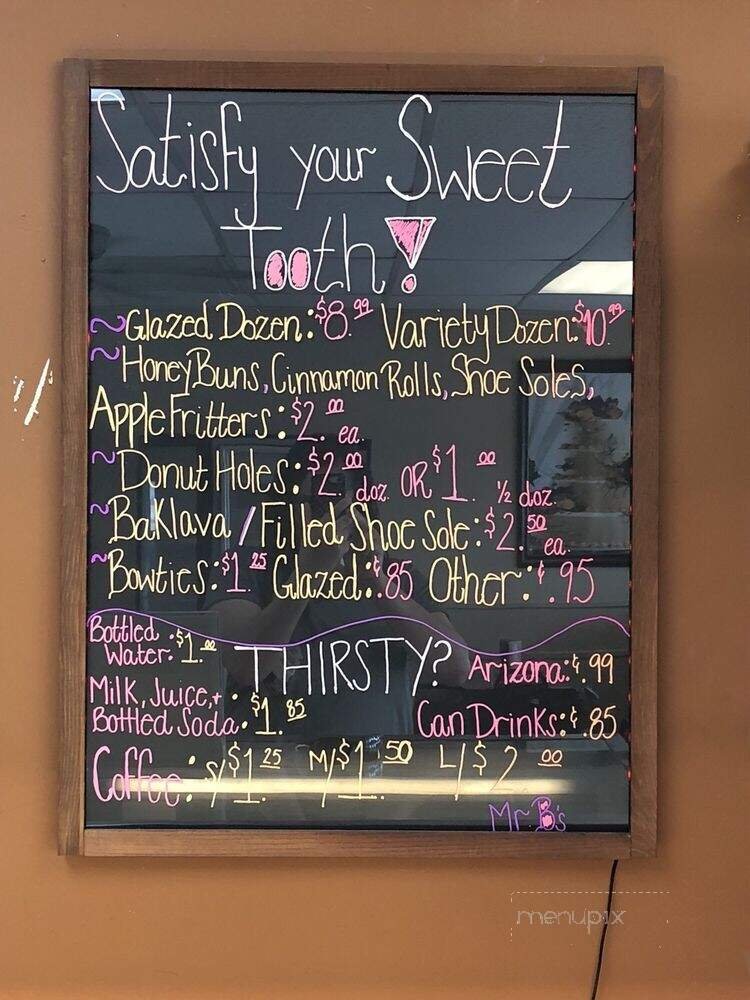 Satisfy your Sweet
Tooth!
~Glazed Dozen: $8.99 Variety Dozen: $10.99
~Honey Buns, Cinnamon Rolls, Shoe Soles,
Apple Fritters: $2.00 ea.
~Donut Holes: $2.00 doz. OR $1.00 ½ doz.
~Baklava / Filled Shoe Sole: $2.50 ea.
~Bowties: $1.25 Glazed: ¢.85 Other: ¢.95
Bottled
Water: $1.00
THIRSTY?
Arizona: ¢.99
Milk, Juice, +
Bottled Soda: $1.85
Can Drinks: ¢.85
Coffee: S/$1.25 M/$1.50 L/$2.00
Mr. B's
menupix